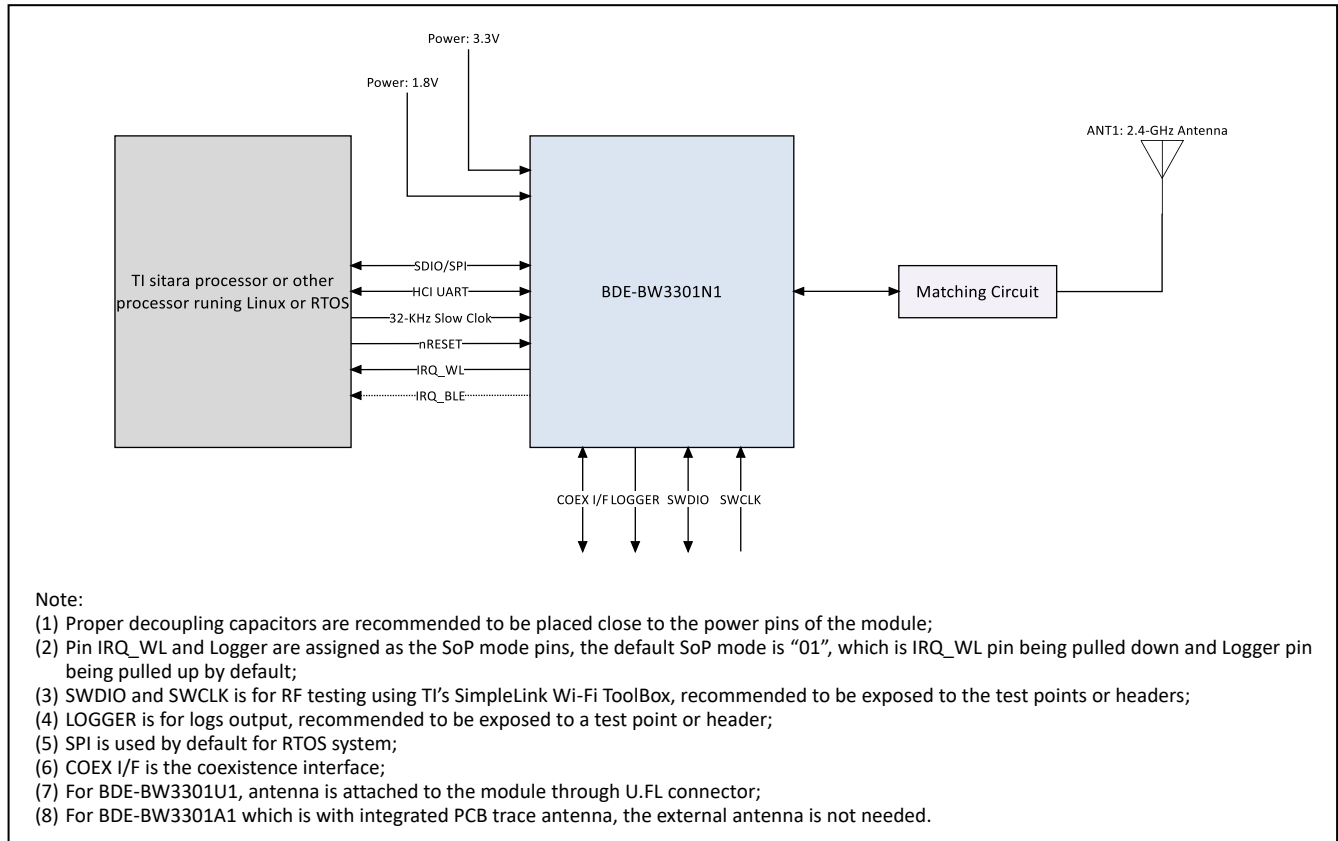 Power: 3.3V
Power: 1.8V
ANT1: 2.4-GHz Antenna
TI sitara processor or other
processor runing Linux or RTOS
SDIO/SPI
HCI UART
32-KHz Slow Clok
nRESET
IRQ_WL
IRQ_BLE
BDE-BW3301N1
Matching Circuit
COEX I/F LOGGER SWDIO SWCLK
Note:
(1) Proper decoupling capacitors are recommended to be placed close to the power pins of the module;
(2) Pin IRQ_WL and Logger are assigned as the SoP mode pins, the default SoP mode is “01”, which is IRQ_WL pin being pulled down and Logger pin
being pulled up by default;
(3) SWDIO and SWCLK is for RF testing using TI’s SimpleLink Wi-Fi ToolBox, recommended to be exposed to the test points or headers;
(4) LOGGER is for logs output, recommended to be exposed to a test point or header;
(5) SPI is used by default for RTOS system;
(6) COEX I/F is the coexistence interface;
(7) For BDE-BW3301U1, antenna is attached to the module through U.FL connector;
(8) For BDE-BW3301A1 which is with integrated PCB trace antenna, the external antenna is not needed.